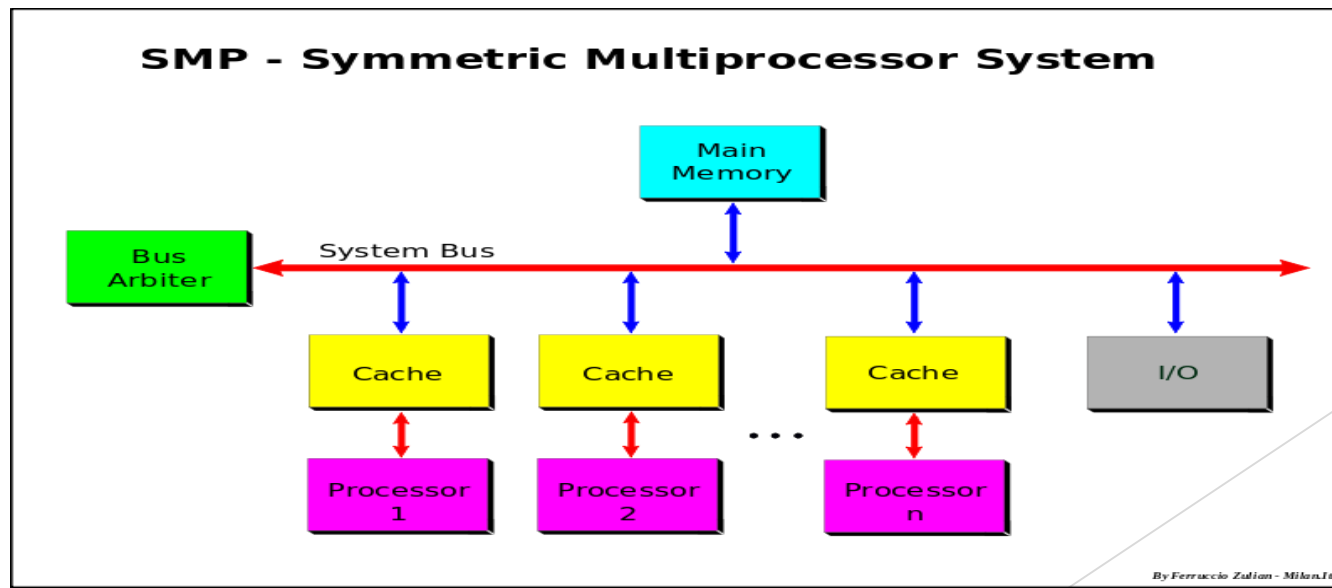 SMP - Symmetric Multiprocessor System
Main
Memory
System Bus
Bus
Arbiter
Cache
Cache
Cache
I/O
...
Processor
1
Processor
2
Processor
n
By Ferruccio Zulian - Milan.It